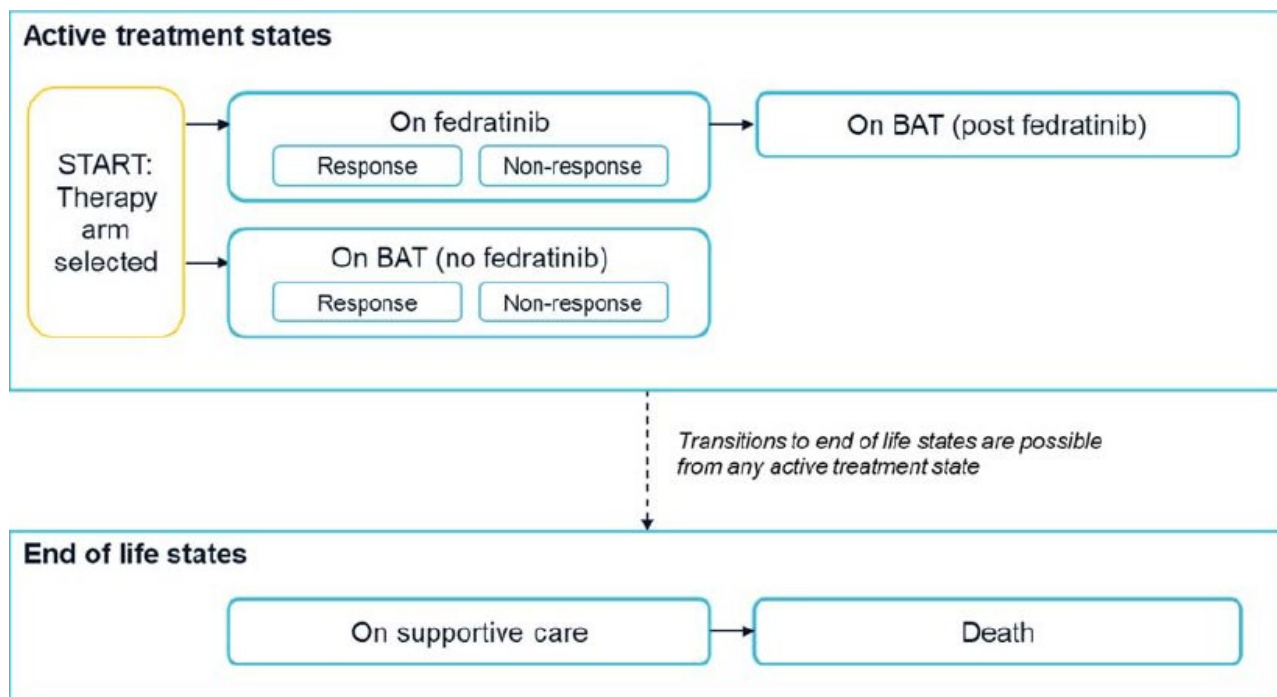 Active treatment states
START:
Therapy
arm
selected
On fedratinib
Response
Non-response
On BAT (post fedratinib)
On BAT (no fedratinib)
Response
Non-response
Transitions to end of life states are possible
from any active treatment state
End of life states
On supportive care
Death